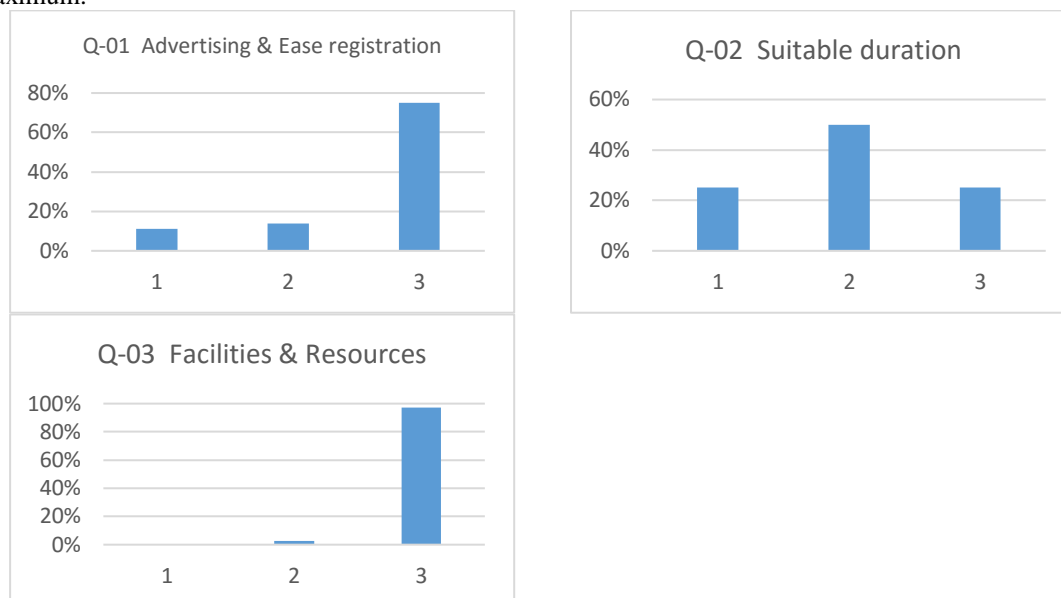 Q-01 Advertising & Ease registration
80%
60%
40%
20%
0%
1 2 3
Q-02 Suitable duration
60%
40%
20%
0%
1 2 3
Q-03 Facilities & Resources
100%
80%
60%
40%
20%
0%
1 2 3